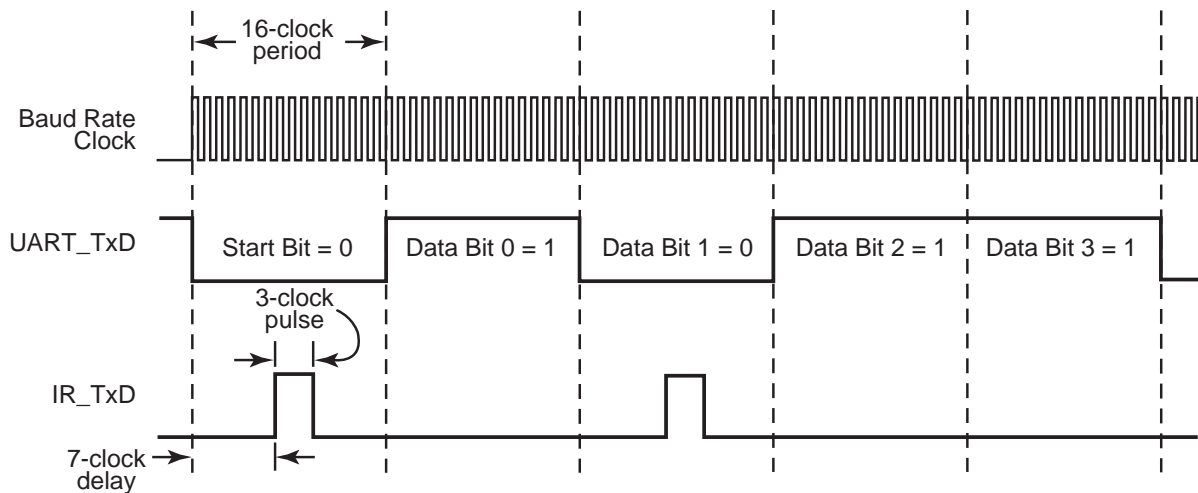 16-clock
period
Baud Rate
Clock
UART_TxD
Start Bit = 0
Data Bit 0 = 1
Data Bit 1 = 0
Data Bit 2 = 1
Data Bit 3 = 1
3-clock
pulse
IR_TxD
7-clock
delay